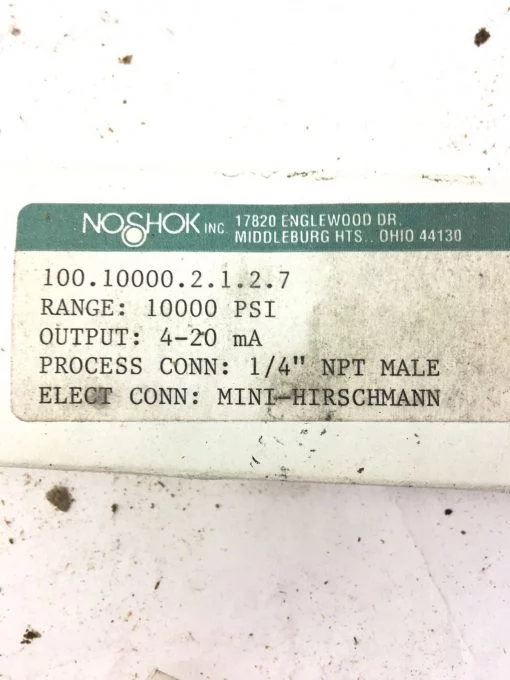 NOSHOK INC 17820 ENGLEWOOD DR.
MIDDLEBURG HTS.. OHIO 44130
100.10000.2.1.2.7
RANGE: 10000 PSI
OUTPUT: 4-20 mA
PROCESS CONN: 1/4" NPT MALE
ELECT CONN: MINI-HIRSCHMANN